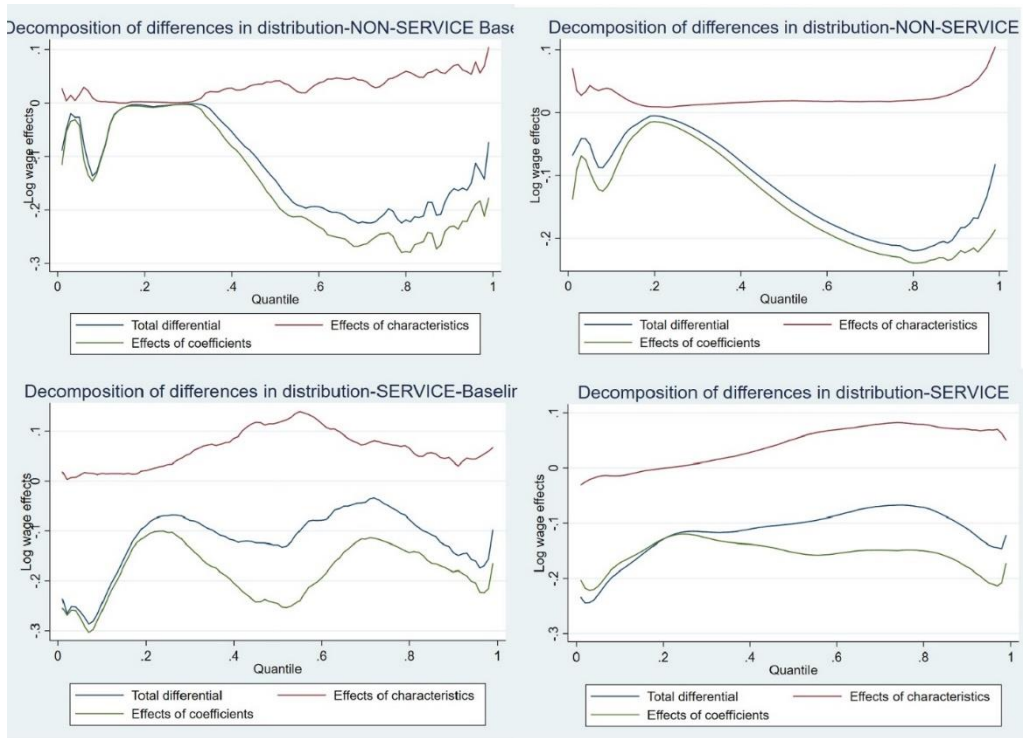 Decomposition of differences in distribution-NON-SERVICE Base
Log wage effects
.1
0
-.1
-.2
-.3
0 .2 .4 .6 .8 1
Quantile
Total differential Effects of characteristics
Effects of coefficients
Decomposition of differences in distribution-NON-SERVICE
Log wage effects
.1
0
-.1
-.2
0 .2 .4 .6 .8 1
Quantile
Total differential Effects of characteristics
Effects of coefficients
Decomposition of differences in distribution-SERVICE-Baselin
Log wage effects
.1
0
-.1
-.2
-.3
0 .2 .4 .6 .8 1
Quantile
Total differential Effects of characteristics
Effects of coefficients
Decomposition of differences in distribution-SERVICE
Log wage effects
.1
0
-.1
-.2
-.3
0 .2 .4 .6 .8 1
Quantile
Total differential Effects of characteristics
Effects of coefficients